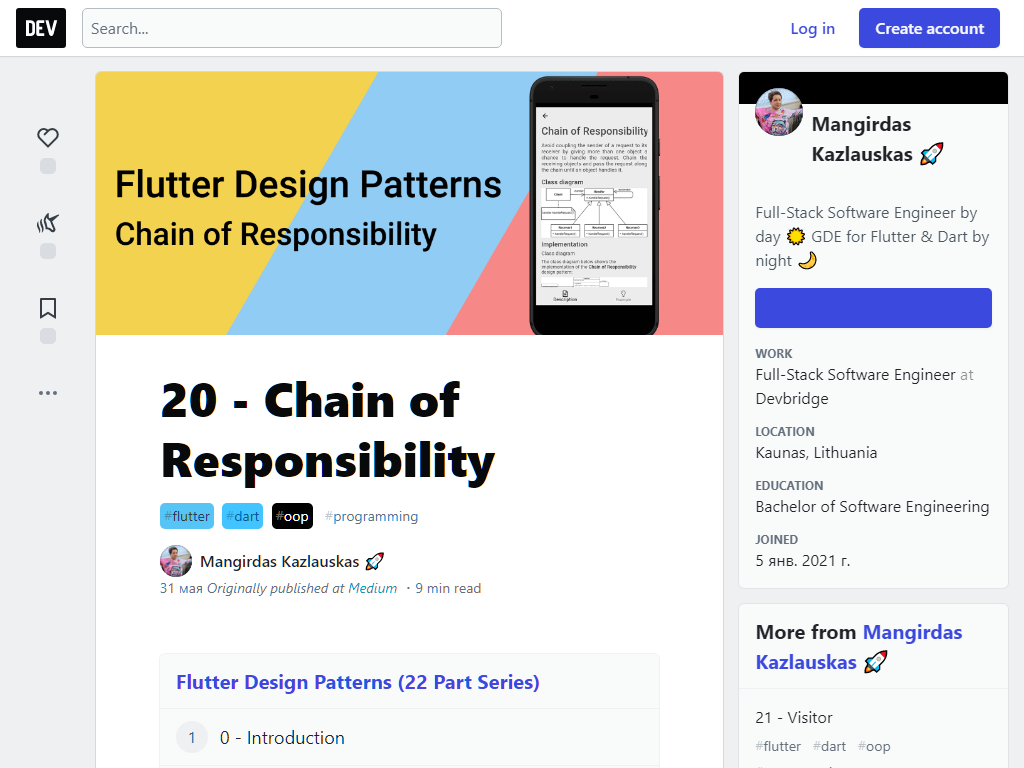 DEV
Search...
Log in
Create account
Flutter Design Patterns
Chain of Responsibility
Chain of Responsibility
Avoid coupling the sender of a request to its
receiver by giving more than one object a
chance to handle the request. Chain the
receiving objects and pass the request along
the chain until an object handles it.
Class diagram
Implementation
Class diagram
The class diagram below shows the
implementation of the Chain of Responsibility
design pattern:
Description
Example
20 - Chain of
Responsibility
#flutter #dart #oop #programming
Mangirdas Kazlauskas 🚀
31 мая Originally published at Medium ・9 min read
Flutter Design Patterns (22 Part Series)
1 0 - Introduction
Mangirdas
Kazlauskas 🚀
Full-Stack Software Engineer by
day 🌞 GDE for Flutter & Dart by
night 🌙
WORK
Full-Stack Software Engineer at
Devbridge
LOCATION
Kaunas, Lithuania
EDUCATION
Bachelor of Software Engineering
JOINED
5 янв. 2021 г.
More from Mangirdas
Kazlauskas 🚀
21 - Visitor
#flutter #dart #oop